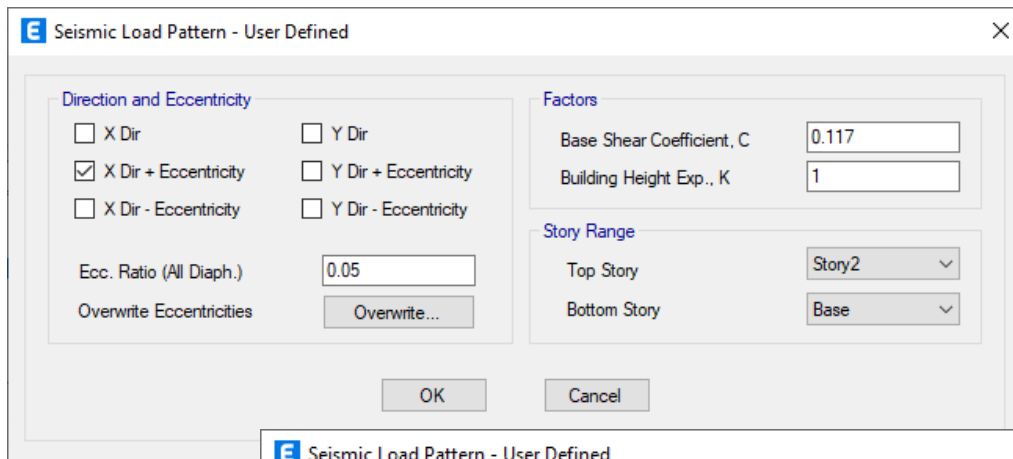 E Seismic Load Pattern - User Defined
Direction and Eccentricity
X Dir
Y Dir
X Dir + Eccentricity
Y Dir + Eccentricity
X Dir - Eccentricity
Y Dir - Eccentricity
Ecc. Ratio (All Diaph.) 0.05
Overwrite Eccentricities Overwrite...
Factors
Base Shear Coefficient, C 0.117
Building Height Exp., K 1
Story Range
Top Story Story2
Bottom Story Base
OK Cancel
E Seismic Load Pattern - User Defined